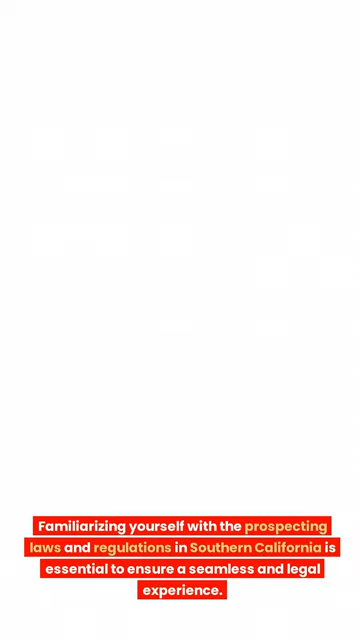 Familiarizing yourself with the prospecting
laws and regulations in Southern California is
essential to ensure a seamless and legal
experience.